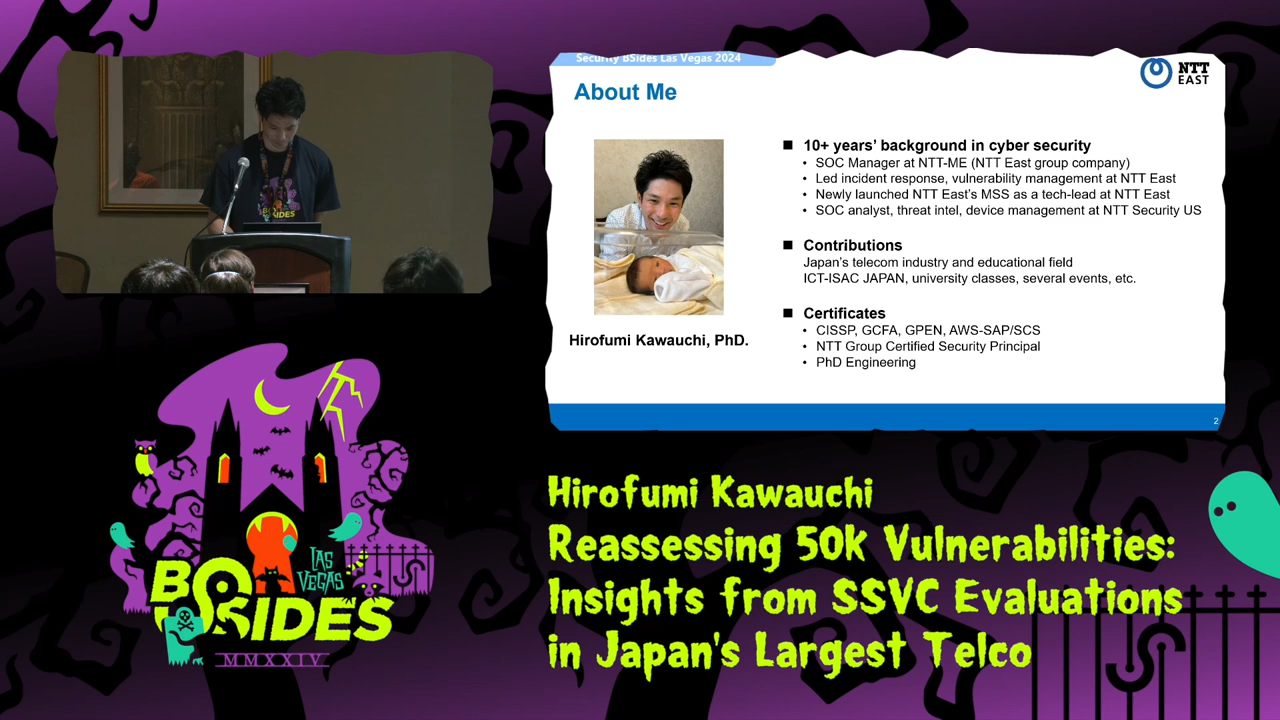 Security BSides Las Vegas 2024
NTT
EAST
About Me
■ 10+ years’ background in cyber security
• SOC Manager at NTT-ME (NTT East group company)
• Led incident response, vulnerability management at NTT East
• Newly launched NTT East’s MSS as a tech-lead at NTT East
• SOC analyst, threat intel, device management at NTT Security US
■ Contributions
Japan’s telecom industry and educational field
ICT-ISAC JAPAN, university classes, several events, etc.
■ Certificates
• CISSP, GCFA, GPEN, AWS-SAP/SCS
• NTT Group Certified Security Principal
• PhD Engineering
Hirofumi Kawauchi, PhD.
2
BSIDES
LAS
VEGAS
BSIDES
MMXXIV
Hirofumi Kawauchi
Reassessing 50k Vulnerabilities:
Insights from SSVC Evaluations
in Japan's Largest Telco